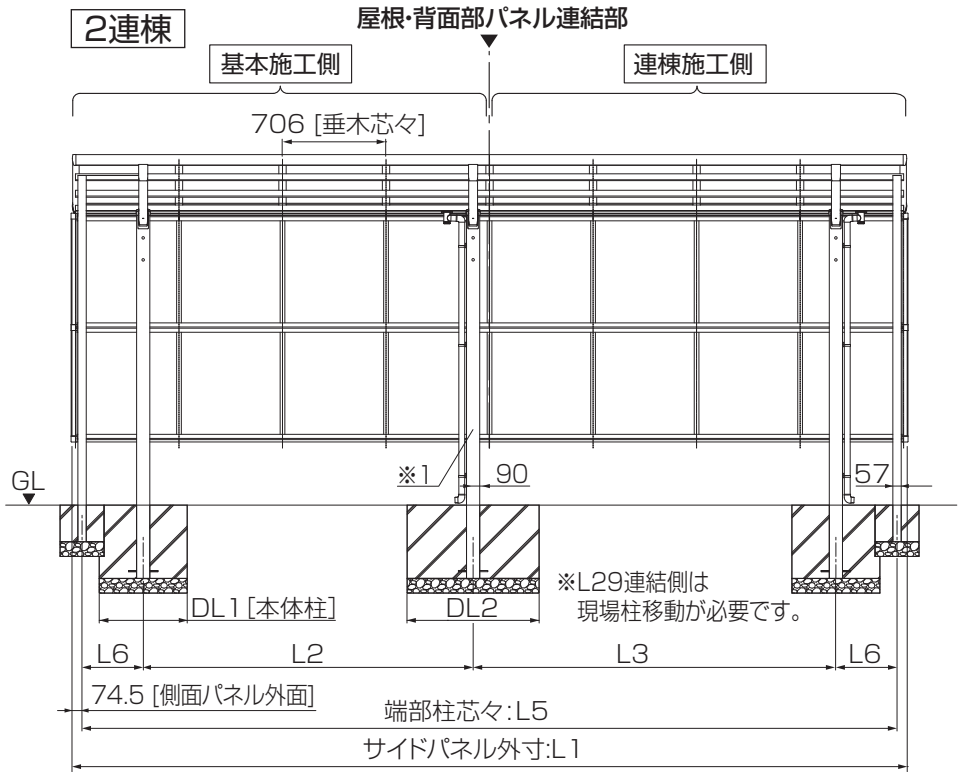 2連棟
屋根・背面部パネル連結部
基本施工側
連棟施工側
706 [垂木芯々]
※1
90
57
GL
DL1 [本体柱]
DL2
※L29連結側は
現場柱移動が必要です。
L6
L2
L3
L6
74.5 [側面パネル外面]
端部柱芯々:L5
サイドパネル外寸:L1